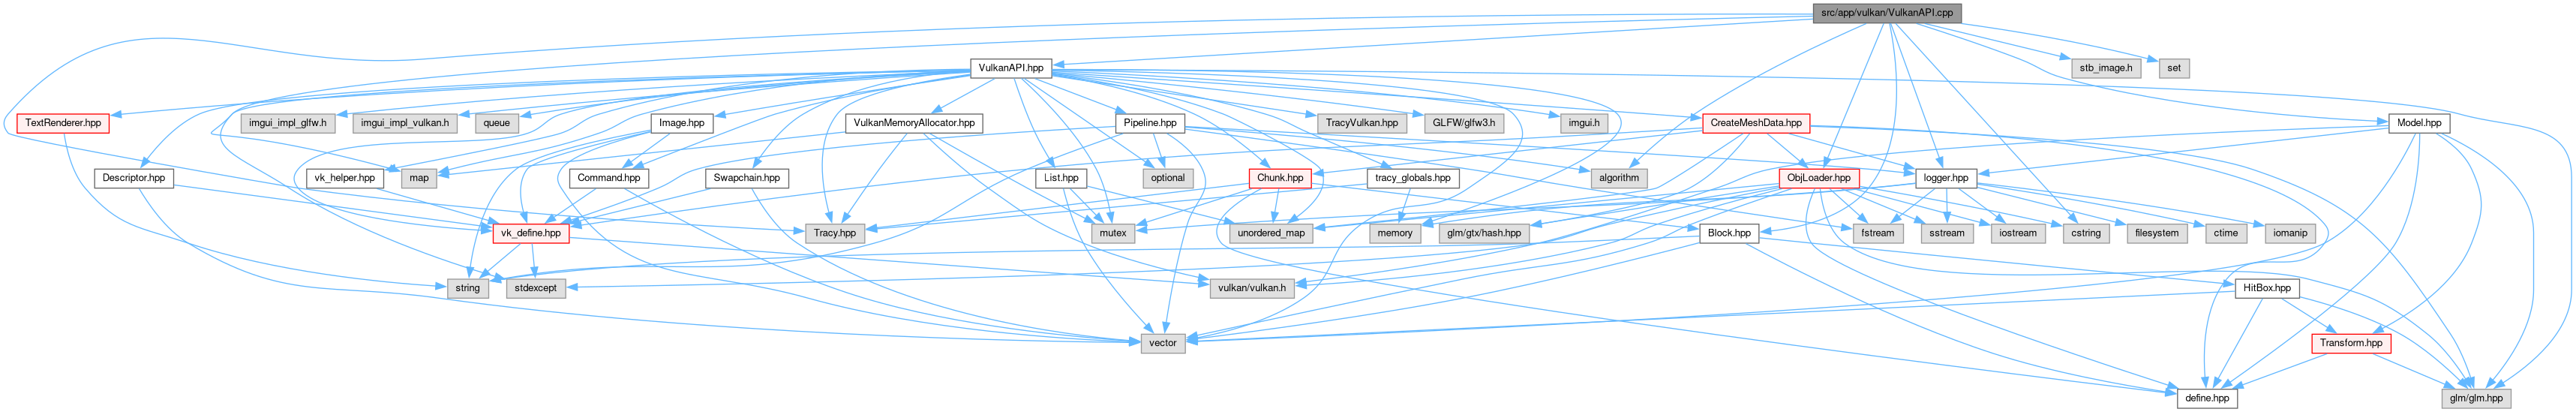 src/app/vulkan/VulkanAPI.cpp
VulkanAPI.hpp
stb_image.h
set
TextRenderer.hpp
imgui_impl_glfw.h
imgui_impl_vulkan.h
queue
Image.hpp
VulkanMemoryAllocator.hpp
Pipeline.hpp
TracyVulkan.hpp
GLFW/glfw3.h
imgui.h
CreateMeshData.hpp
Model.hpp
Descriptor.hpp
vk_helper.hpp
map
Command.hpp
Swapchain.hpp
List.hpp
optional
Chunk.hpp
tracy_globals.hpp
algorithm
ObjLoader.hpp
logger.hpp
vk_define.hpp
Tracy.hpp
mutex
unordered_map
memory
glm/gtx/hash.hpp
Block.hpp
fstream
sstream
iostream
cstring
filesystem
ctime
iomanip
string
stdexcept
vulkan/vulkan.h
HitBox.hpp
vector
Transform.hpp
define.hpp
glm/glm.hpp